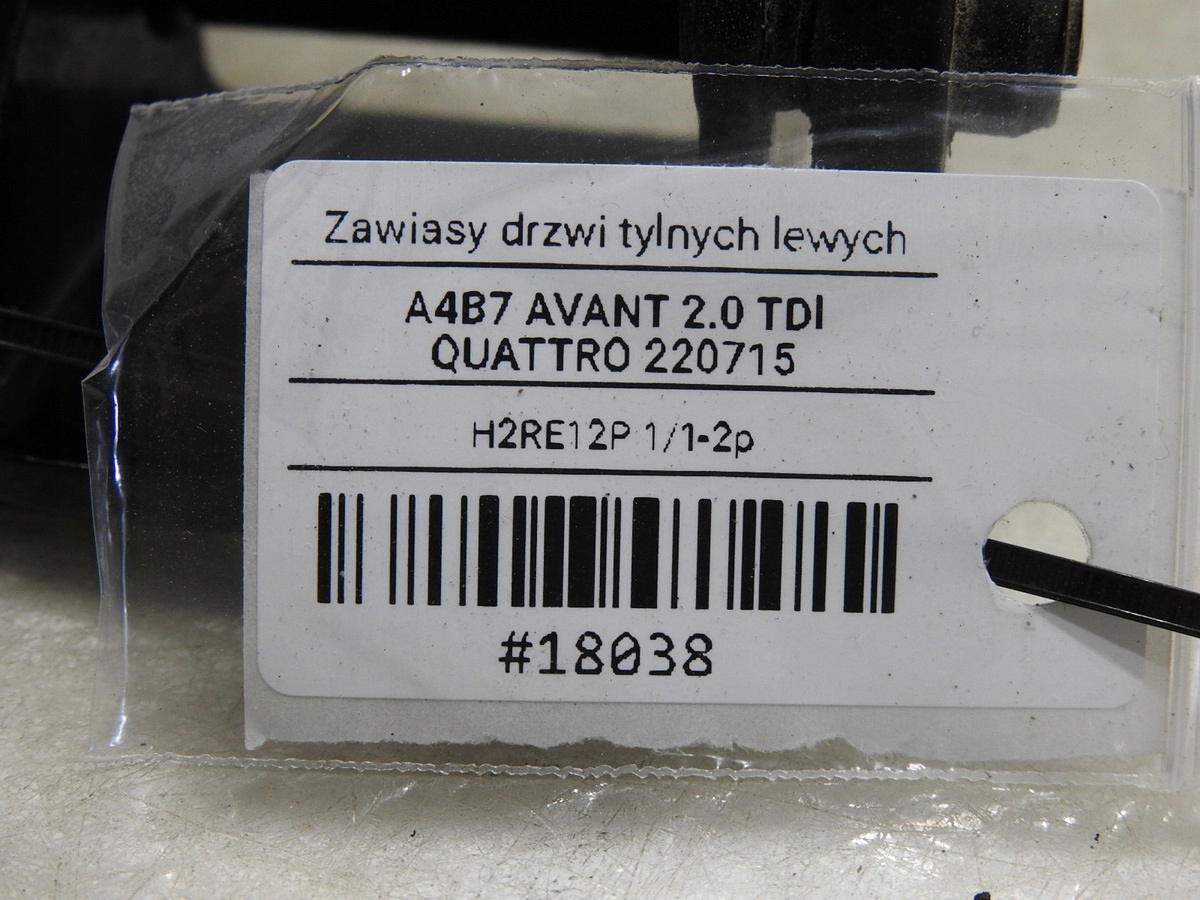 Zawiasy drzwi tylnych lewych
A4B7 AVANT 2.0 TDI
QUATTRO 220715
H2RE12P 1/1-2p
#18038